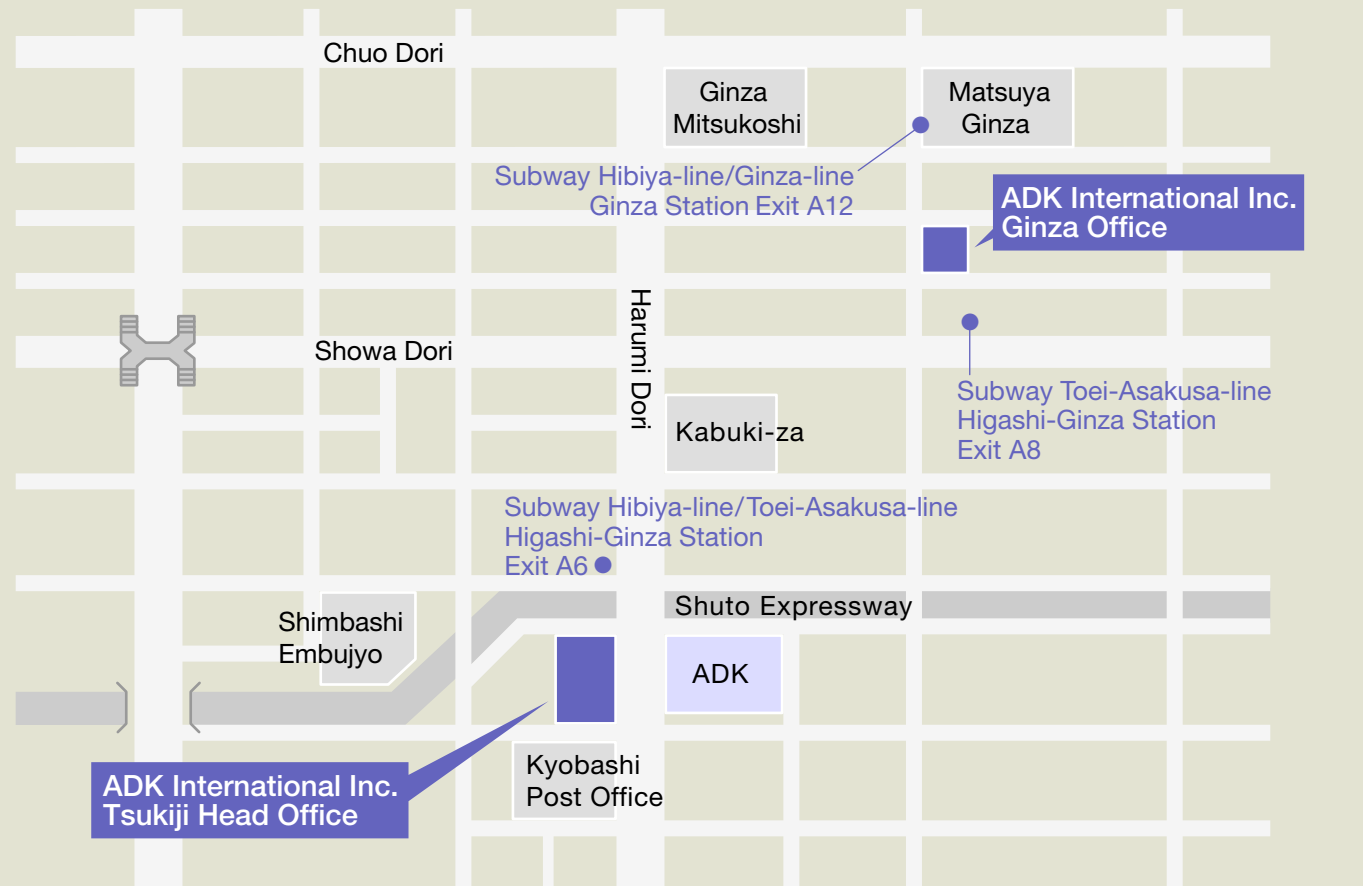 Chuo Dori
Ginza
Mitsukoshi
Matsuya
Ginza
Subway Hibiya-line/Ginza-line
Ginza Station Exit A12
ADK International Inc.
Ginza Office
Harumi Dori
Showa Dori
Subway Toei-Asakusa-line
Higashi-Ginza Station
Exit A8
Kabuki-za
Subway Hibiya-line/Toei-Asakusa-line
Higashi-Ginza Station
Exit A6
Shuto Expressway
Shimbashi
Embujyo
ADK
Kyobashi
Post Office
ADK International Inc.
Tsukiji Head Office